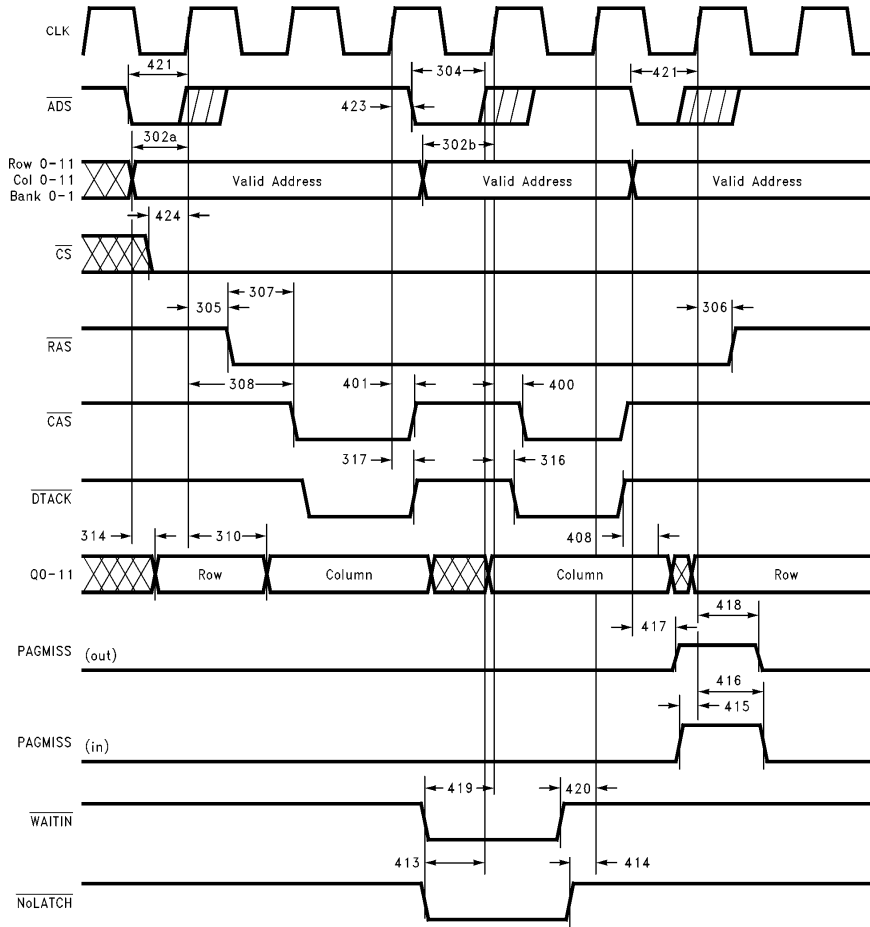 CLK
421
304
421
ADS
423
302a
302b
Row 0-11
Col 0-11
Bank 0-1
Valid Address
Valid Address
Valid Address
424
CS
307
305
306
RAS
308
401
400
CAS
317
316
DTACK
314
310
408
Q0-11
Row
Column
Column
Row
418
417
PAGMISS (out)
416
415
PAGMISS (in)
419
420
WAITIN
413
414
NoLATCH